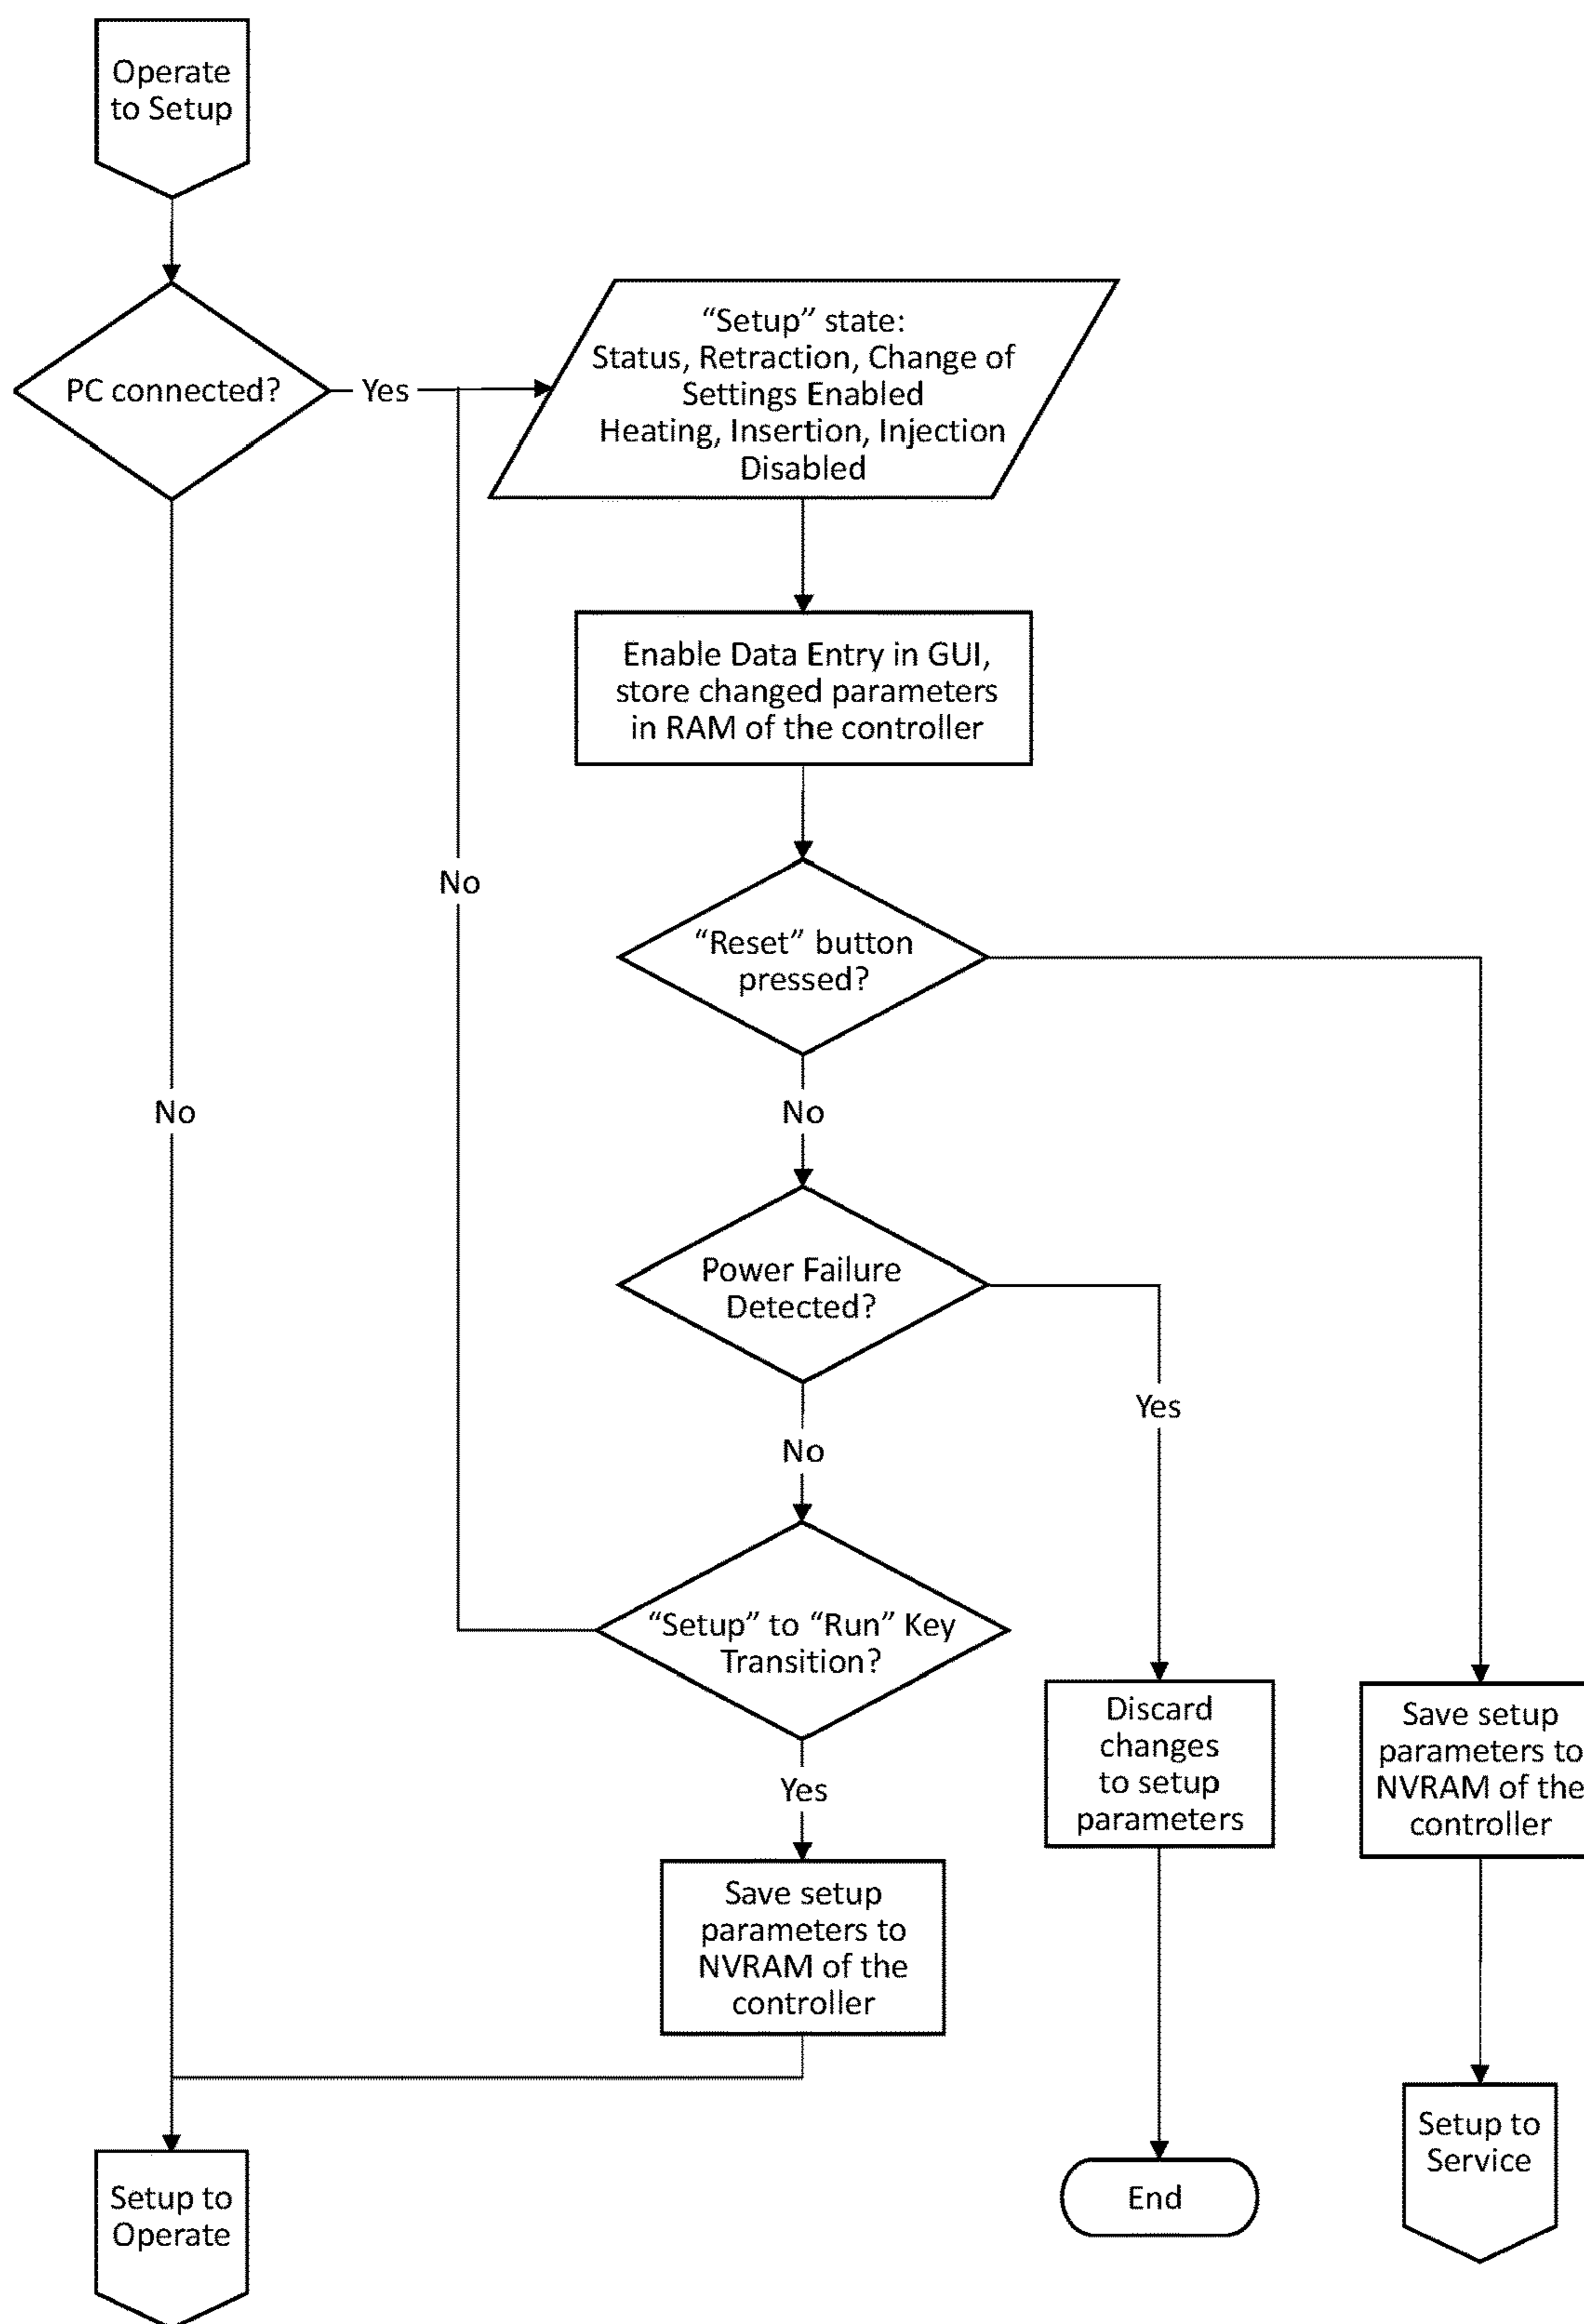 Operate
to Setup
PC connected?
Yes
“Setup” state:
Status, Retraction, Change of
Settings Enabled
Heating, Insertion, Injection
Disabled
Enable Data Entry in GUI,
store changed parameters
in RAM of the controller
No
“Reset” button
pressed?
No
No
Power Failure
Detected?
Yes
No
“Setup” to “Run” Key
Transition?
Yes
Discard
changes
to setup
parameters
Save setup
parameters to
NVRAM of the
controller
Save setup
parameters to
NVRAM of the
controller
Setup to
Operate
End
Setup to
Service